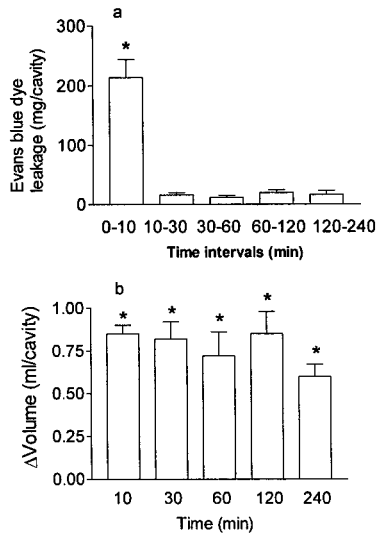 a
Evans blue dye
leakage (mg/cavity)
300
200
100
0
*
0-10 10-30 30-60 60-120 120-240
Time intervals (min)
b
ΔVolume (ml/cavity)
1.00
0.75
0.50
0.25
0.00
* * * * *
10 30 60 120 240
Time (min)